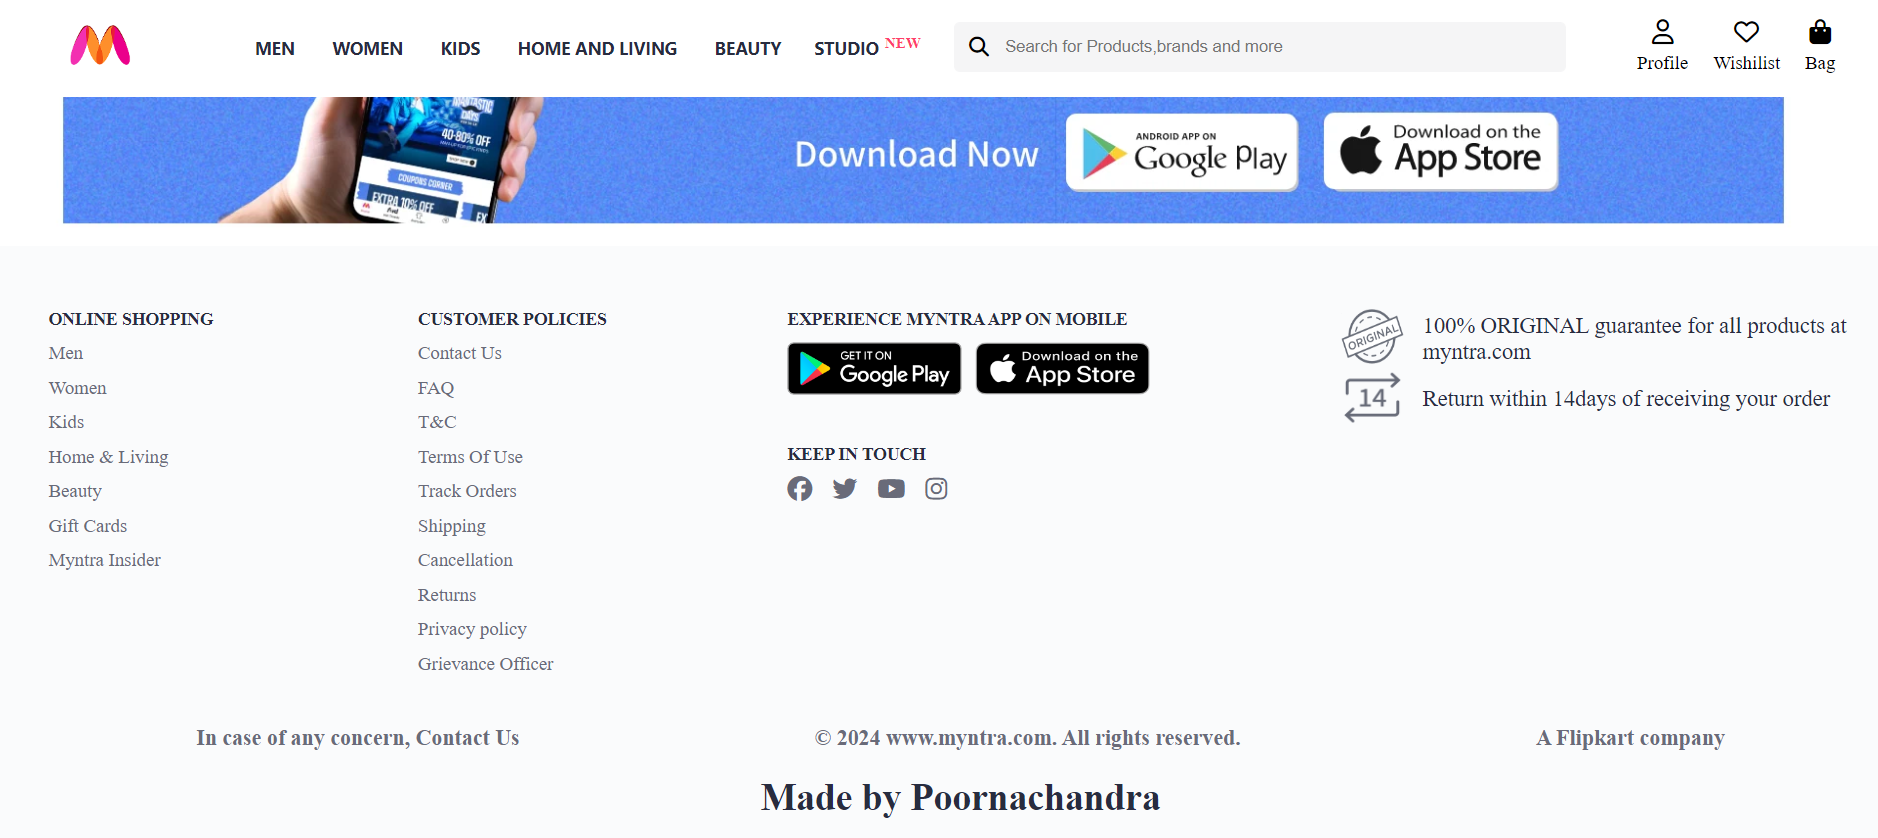 MEN WOMEN KIDS HOME AND LIVING BEAUTY STUDIO NEW
Search for Products,brands and more
Profile Wishilist Bag
40-80% OFF
SHOP NOW
COUPONS CORNER
EXTRA 10% OFF
EX
Download Now
ANDROID APP ON
Google Play
Download on the
App Store
ONLINE SHOPPING
Men
Women
Kids
Home & Living
Beauty
Gift Cards
Myntra Insider
CUSTOMER POLICIES
Contact Us
FAQ
T&C
Terms Of Use
Track Orders
Shipping
Cancellation
Returns
Privacy policy
Grievance Officer
EXPERIENCE MYNTRA APP ON MOBILE
GET IT ON
Google Play
Download on the
App Store
KEEP IN TOUCH
ORIGINAL
100% ORIGINAL guarantee for all products at
myntra.com
14
Return within 14days of receiving your order
In case of any concern, Contact Us
© 2024 www.myntra.com. All rights reserved.
A Flipkart company
Made by Poornachandra